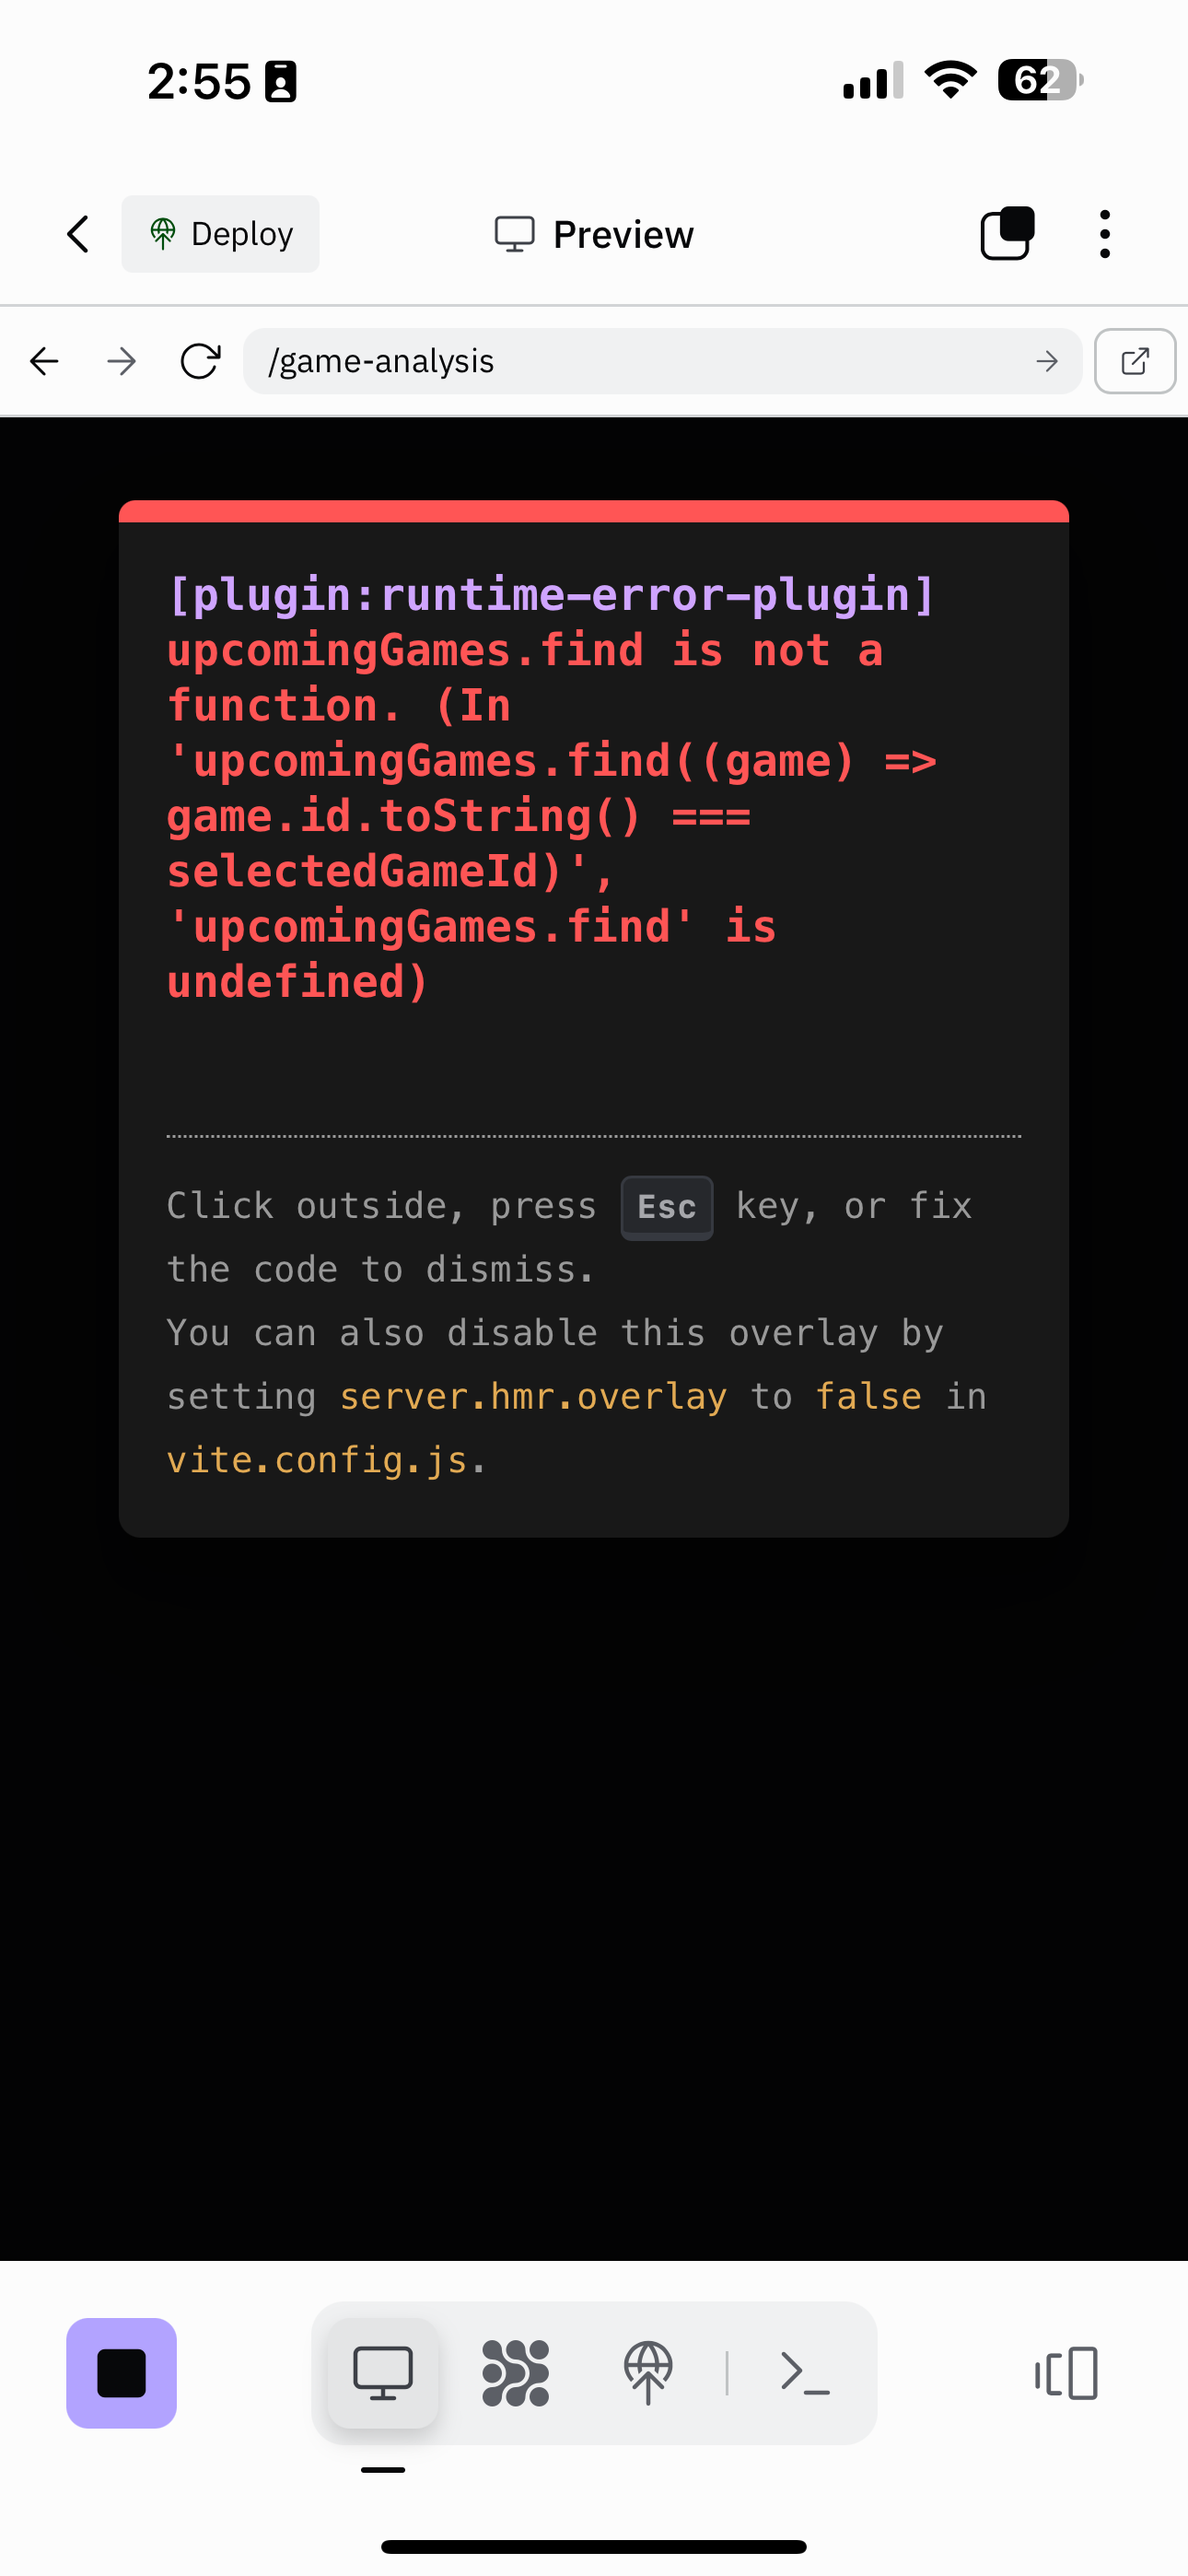 2:55
62
Deploy
Preview
/game-analysis
[plugin:runtime-error-plugin]
upcomingGames.find is not a
function. (In
'upcomingGames.find((game) =>
game.id.toString() ===
selectedGameId)',
'upcomingGames.find' is
undefined)
Click outside, press Esc key, or fix
the code to dismiss.
You can also disable this overlay by
setting server.hmr.overlay to false in
vite.config.js.